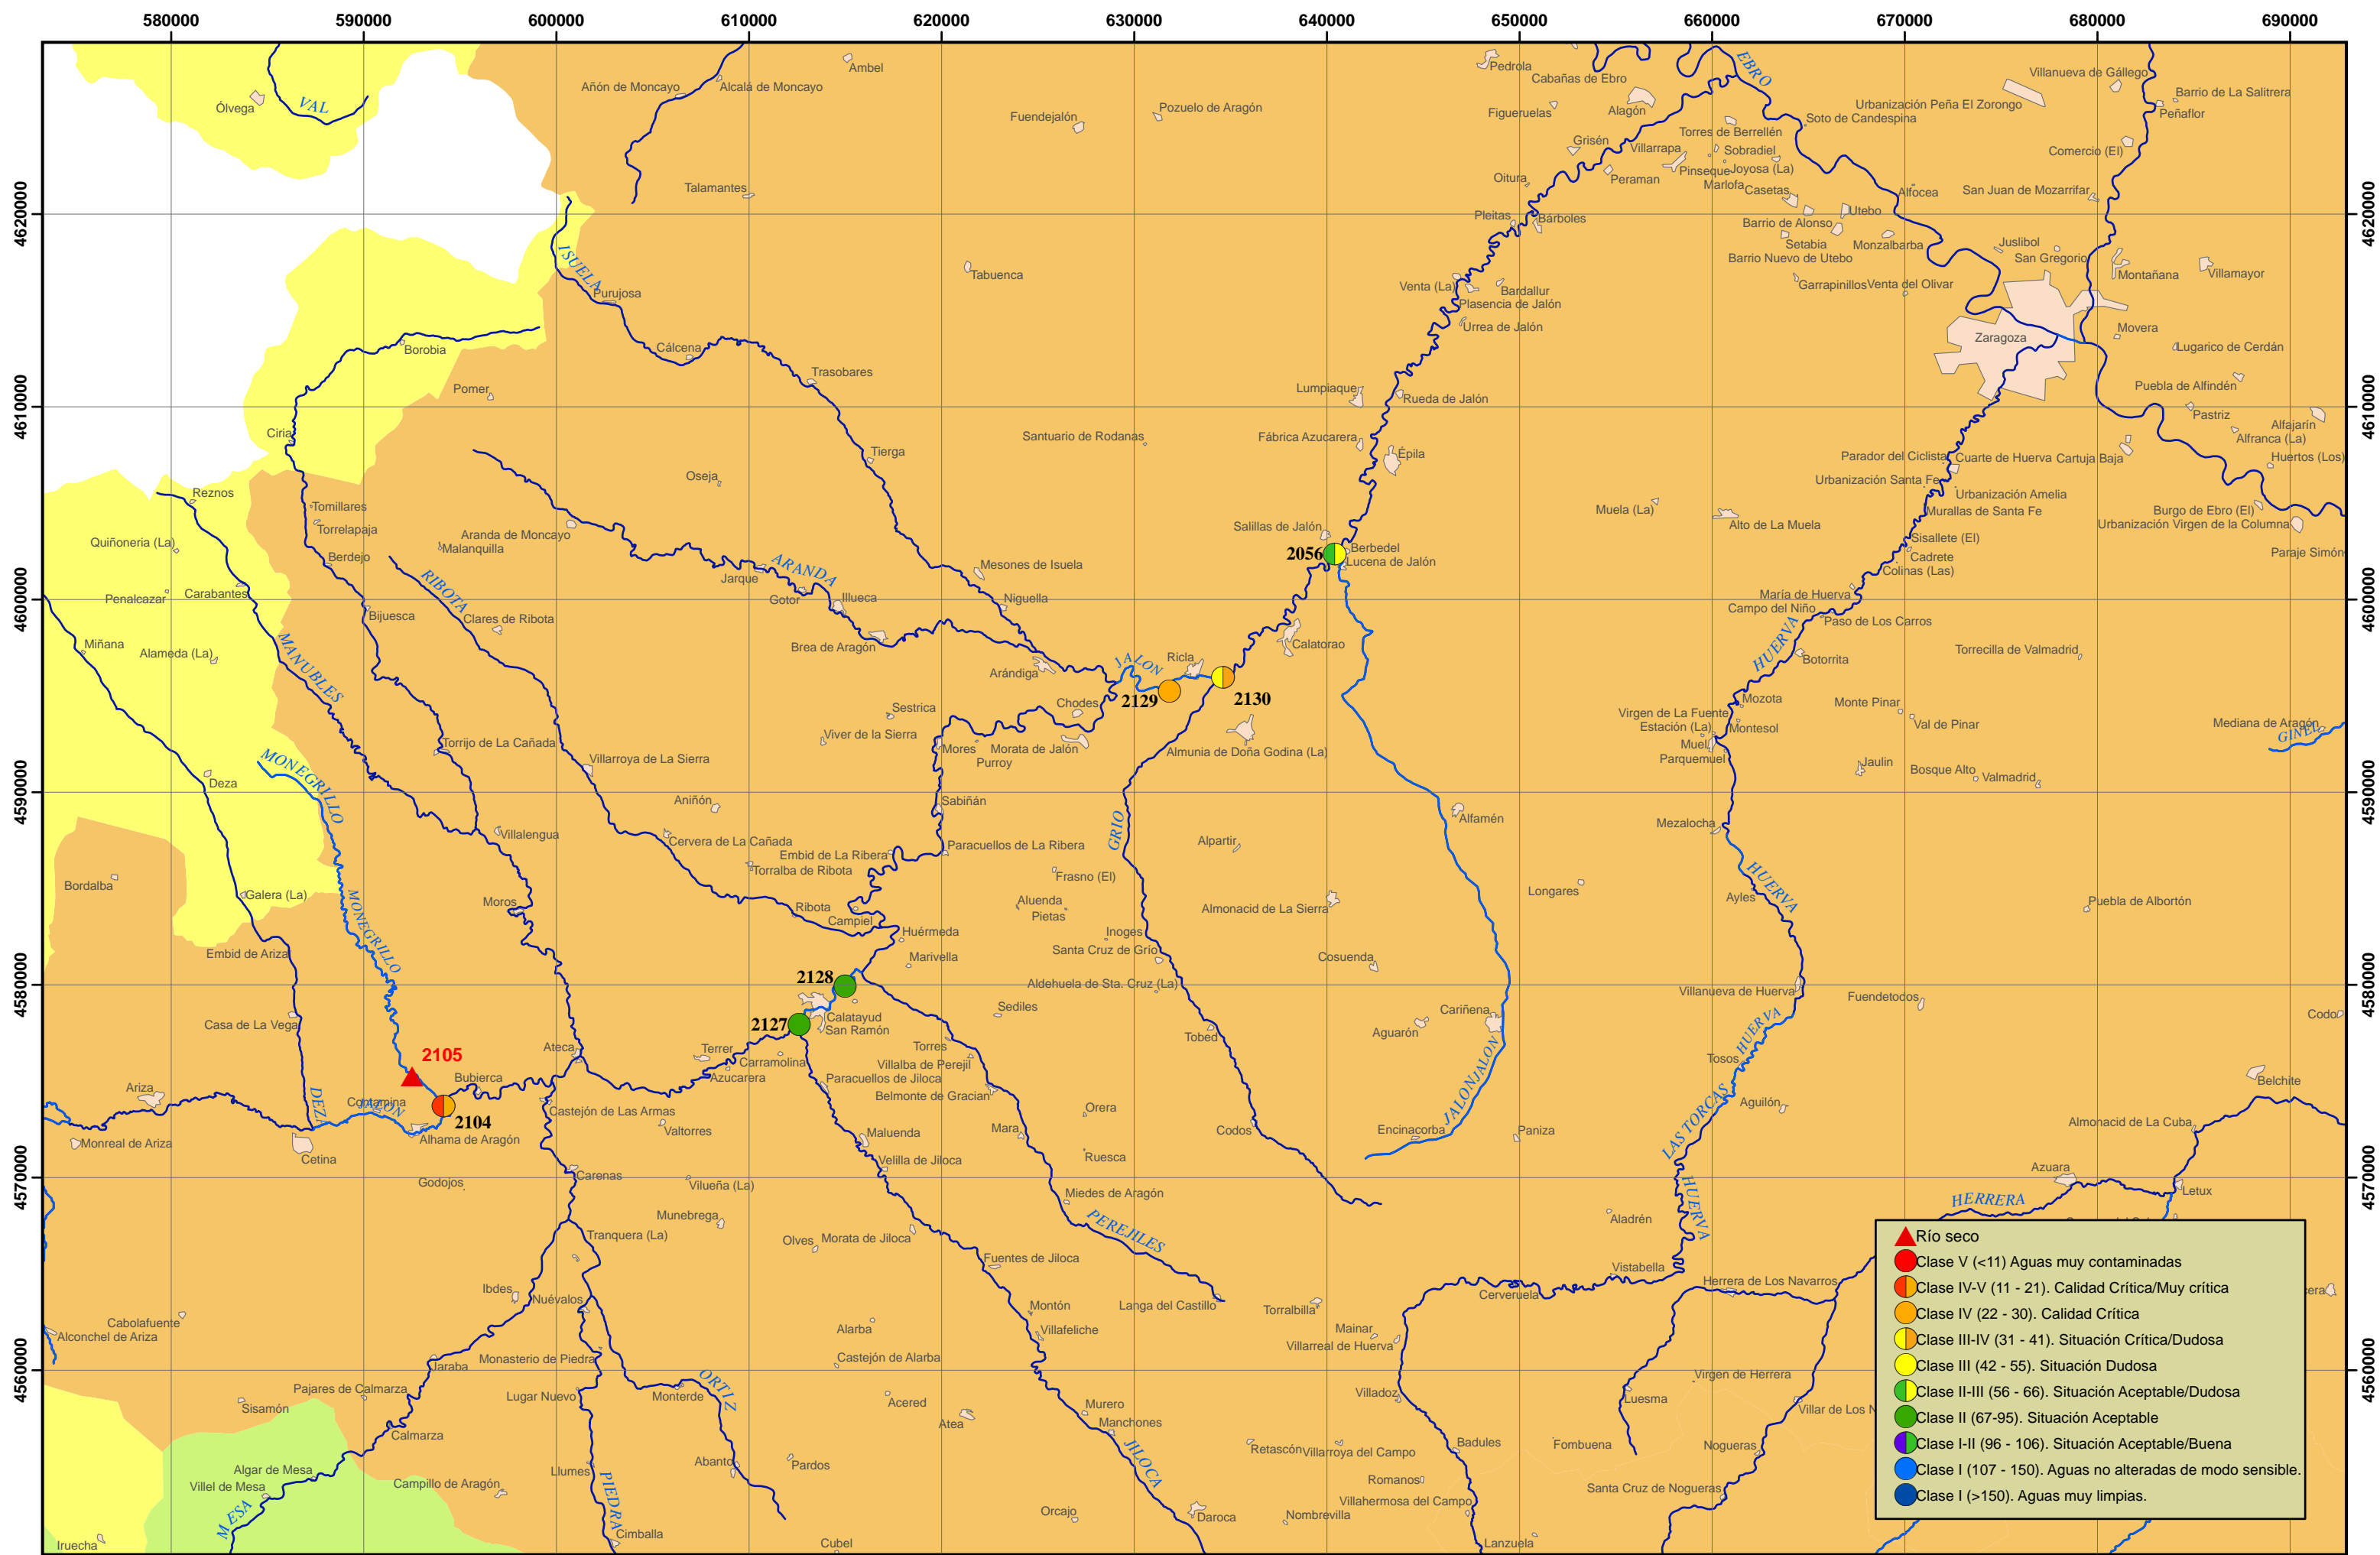 580000 590000 600000 610000 620000 630000 640000 650000 660000 670000 680000 690000
Ólvega
VAL
Añón de Moncayo
Alcalá de Moncayo
Ambel
Fuendejalón
Pozuelo de Aragón
Pedrola
Cabañas de Ebro
Figueruelas
Alagón
EBRO
Villanueva de Gállego
Urbanización Peña El Zorongo
Barrio de La Salitrera
Peñaflor
Soto de Candespina
Grisén
Torres de Berrellén
Villarrapa
Sobradiel
Comercio (El)
Pinseque
Joyosa (La)
Marlofa
Peraman
Oitura
Talamantes
Casetas
Alfocea
San Juan de Mozarrifar
4620000
4620000
Pleitas
Bárboles
Utebo
Barrio de Alonso
Setabia
Monzalbarba
Juslibol
Barrio Nuevo de Utebo
San Gregorio
Montañana
Villamayor
ISUELA
Purujosa
Tabuenca
Venta (La)
Bardallur
Plasencia de Jalón
Garrapinillos
Venta del Olivar
Urrea de Jalón
Zaragoza
Movera
Lugarico de Cerdán
Borobia
Cálcena
Trasobares
Pomer
Lumpiaque
Rueda de Jalón
Puebla de Alfindén
4610000
4610000
Pastriz
Alfajarín
Alfranca (La)
Ciria
Santuario de Rodanas
Fábrica Azucarera
Épila
Tierga
Oseja
Parador del Ciclista
Cuarte de Huerva
Cartuja Baja
Huertos (Los)
Urbanización Santa Fe
Urbanización Amelia
Reznos
Tomillares
Torrelapaja
Muela (La)
Alto de La Muela
Murallas de Santa Fe
Burgo de Ebro (El)
Urbanización Virgen de la Columna
Quiñoneria (La)
Aranda de Moncayo
Malanquilla
Salillas de Jalón
Sisallete (El)
Berdejo
2056
Berbedel
Lucena de Jalón
Cadrete
Colinas (Las)
Paraje Simón
ARANDA
Mesones de Isuela
RIBOTA
Jarque
Gotor
Illueca
Niguella
4600000
4600000
Peñalcazar
Carabantes
Bijuesca
Clares de Ribota
María de Huerva
Campo del Niño
Paso de Los Carros
HUERVA
Miñana
Alameda (La)
MANUBLES
Brea de Aragón
Calatorao
Botorrita
Torrecilla de Valmadrid
Arándiga
JALON
Ricla
2129
2130
Sestrica
Chodes
Mozota
Monte Pinar
Virgen de La Fuente
Estación (La)
Montesol
Val de Pinar
Mediana de Aragón
GINEL
Viver de la Sierra
Mores
Purroy
Morata de Jalón
Almunia de Doña Godina (La)
Muel
Parquemuel
Torrijo de La Cañada
Villarroya de La Sierra
MONEGRILLO
Deza
Jaulin
Bosque Alto
Valmadrid
4590000
4590000
Aniñón
Sabiñán
Alfamén
Mezalocha
Villalengua
Cervera de La Cañada
GRIO
Alpartir
Embid de La Ribera
Paracuellos de La Ribera
Torralba de Ribota
Bordalba
Galera (La)
MONEGRILLO
Frasno (El)
Longares
HUERVA
Ayles
Moros
Ribota
Campiel
Aluenda
Pietas
Almonacid de La Sierra
Puebla de Albortón
Huérmeda
Inoges
Embid de Ariza
Marivella
Santa Cruz de Grío
Cosuenda
2128
4580000
4580000
Aldehuela de Sta. Cruz (La)
Villanueva de Huerva
Fuendetodos
Sediles
Codo
Casa de La Vega
2127
Calatayud
San Ramón
Cariñena
Aguarón
HUERVA
Tobed
Ateca
Terrer
Carramolina
Torres
Villalba de Perejil
Azucarera
Paracuellos de Jiloca
Belmonte de Gracian
2105
Bubierca
Tosos
Belchite
Ariza
DEZA
Contamina
JALON
2104
Castejón de Las Armas
Orera
JALON
JALON
LAS TORCAS
Aguilón
Valtorres
Mara
Codos
Encinacorba
Paniza
Almonacid de La Cuba
Monreal de Ariza
Cetina
Alhama de Aragón
Maluenda
Velilla de Jiloca
Ruesca
4570000
4570000
Carenas
Godojos
Vilueña (La)
Azuara
Letux
Miedes de Aragón
HUERVA
HERRERA
Munebrega
Aladrén
Tranquera (La)
Olves
Morata de Jiloca
PEREJILES
Fuentes de Jiloca
Vistabella
Ibdes
Nuévalos
Langa del Castillo
Torralbilla
Cerveruela
Herrera de Los Navarros
Cabolafuente
Alconchel de Ariza
Montón
Villafeliche
Alarba
Mainar
Villarreal de Huerva
Castejón de Alarba
Monasterio de Piedra
4560000
4560000
Jaraba
Pajares de Calmarza
Sisamón
Lugar Nuevo
Monterde
ORTIZ
Acered
Murero
Atea
Manchones
Villadoz
Luesma
Virgen de Herrera
Villar de Los N
Calmarza
Algar de Mesa
Villel de Mesa
Campillo de Aragón
Llumes
Abanto
Pardos
JILOCA
Retascón
Villarroya del Campo
Badules
Fombuena
Nogueras
Romanos
Santa Cruz de Nogueras
MESA
PIEDRA
Orcajo
Daroca
Nombrevilla
Villahermosa del Campo
Iruecha
Cimballa
Cubel
Lanzuela
Río seco
Clase V (<11) Aguas muy contaminadas
Clase IV-V (11 - 21). Calidad Crítica/Muy crítica
Clase IV (22 - 30). Calidad Crítica
Clase III-IV (31 - 41). Situación Crítica/Dudosa
Clase III (42 - 55). Situación Dudosa
Clase II-III (56 - 66). Situación Aceptable/Dudosa
Clase II (67-95). Situación Aceptable
Clase I-II (96 - 106). Situación Aceptable/Buena
Clase I (107 - 150). Aguas no alteradas de modo sensible.
Clase I (>150). Aguas muy limpias.